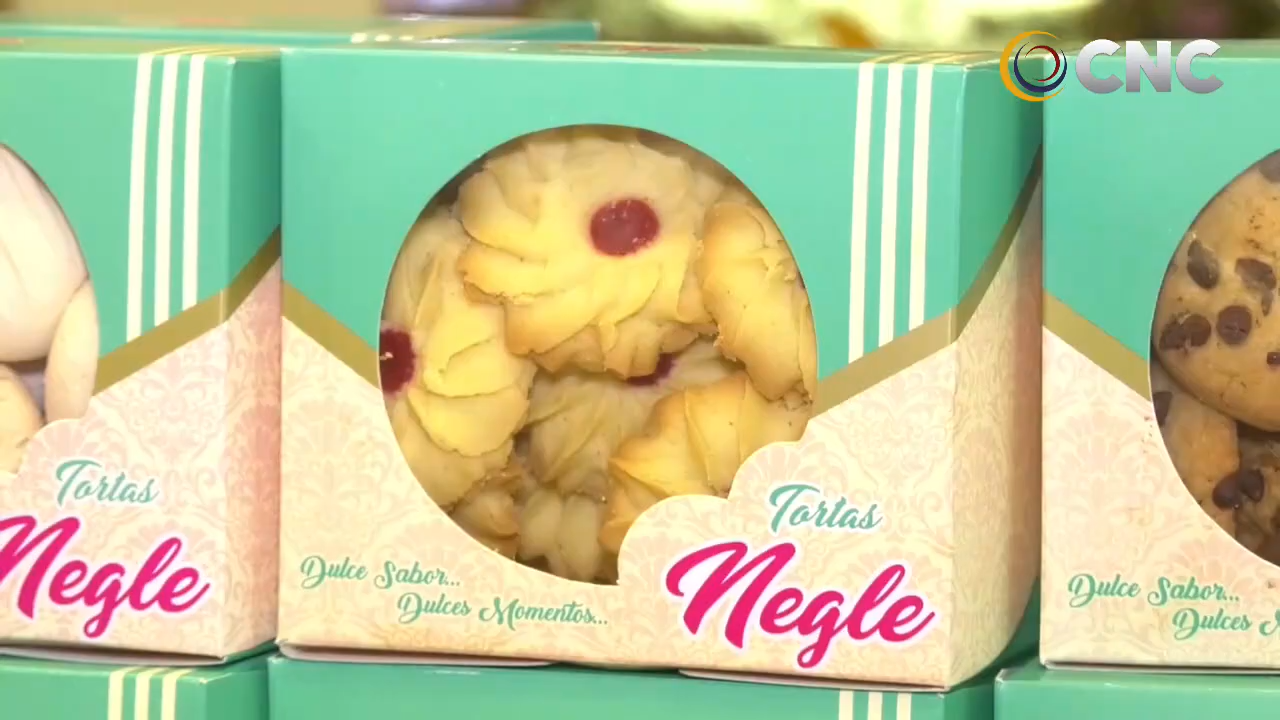 CNC
Tortas
Negle
Tortas
Negle
Dulce Sabor...
Dulces Momentos...
Dulce Sabor...
Dulces